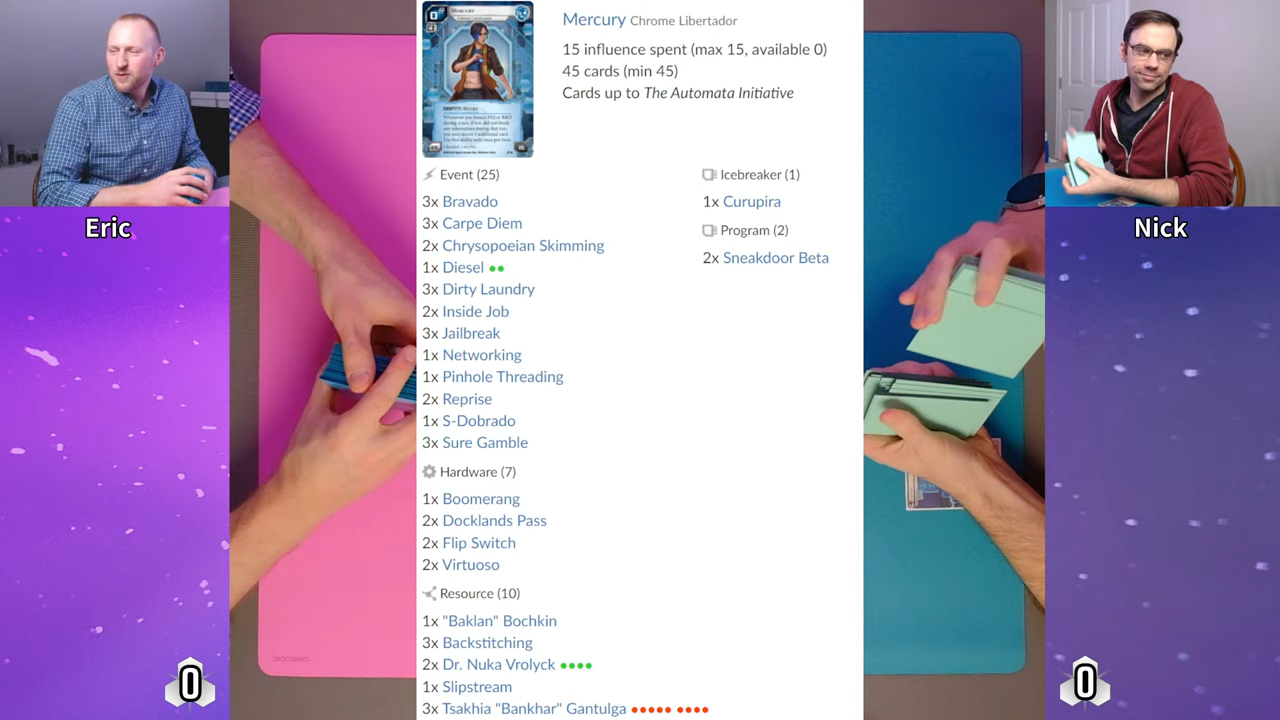 Mercury Chrome Libertador
15 influence spent (max 15, available 0)
45 cards (min 45)
Cards up to The Automata Initiative
Event (25)
3x Bravado
3x Carpe Diem
2x Chrysopoeian Skimming
1x Diesel
3x Dirty Laundry
2x Inside Job
3x Jailbreak
1x Networking
1x Pinhole Threading
2x Reprise
1x S-Dobrado
3x Sure Gamble
Hardware (7)
1x Boomerang
2x Docklands Pass
2x Flip Switch
2x Virtuoso
Resource (10)
1x "Baklan" Bochkin
3x Backstitching
2x Dr. Nuka Vrolyck
1x Slipstream
3x Tsakhia "Bankhar" Gantulga
Icebreaker (1)
1x Curupira
Program (2)
2x Sneakdoor Beta
Eric
0
Nick
0